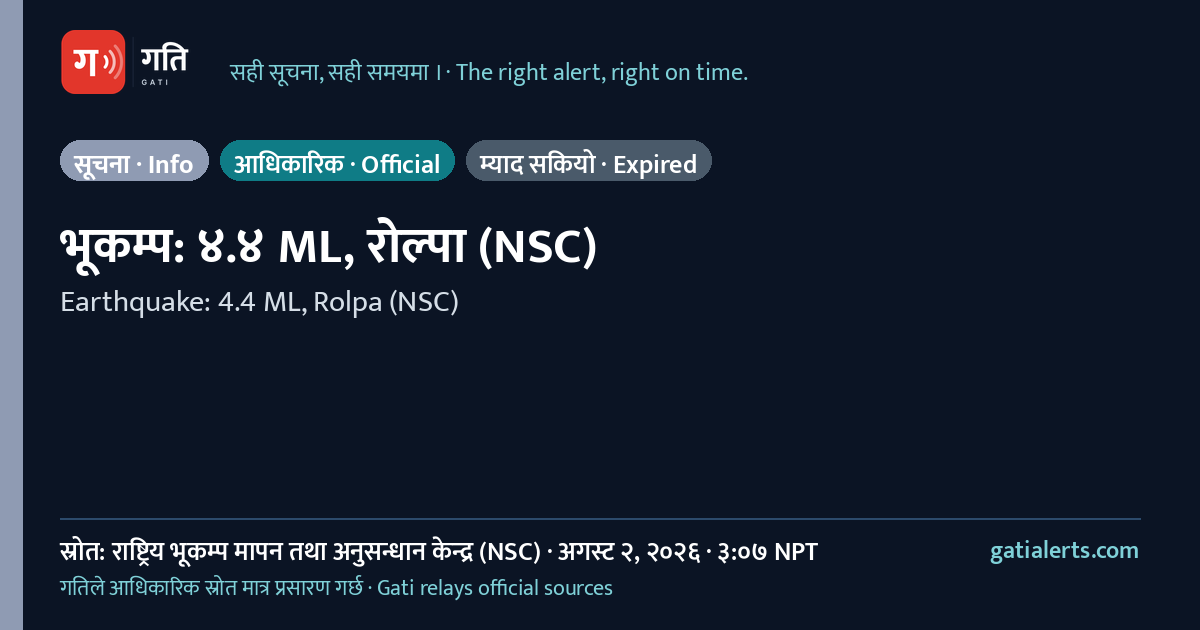 ग
गति
GATI
सही सूचना, सही समयमा । · The right alert, right on time.
सूचना · Info
आधिकारिक · Official
म्याद सकियो · Expired
भूकम्प: ४.४ ML, रोल्पा (NSC)
Earthquake: 4.4 ML, Rolpa (NSC)
स्रोत: राष्ट्रिय भूकम्प मापन तथा अनुसन्धान केन्द्र (NSC) · अगस्ट २, २०२६ · ३:०७ NPT
gatialerts.com
गतिले आधिकारिक स्रोत मात्र प्रसारण गर्छ · Gati relays official sources